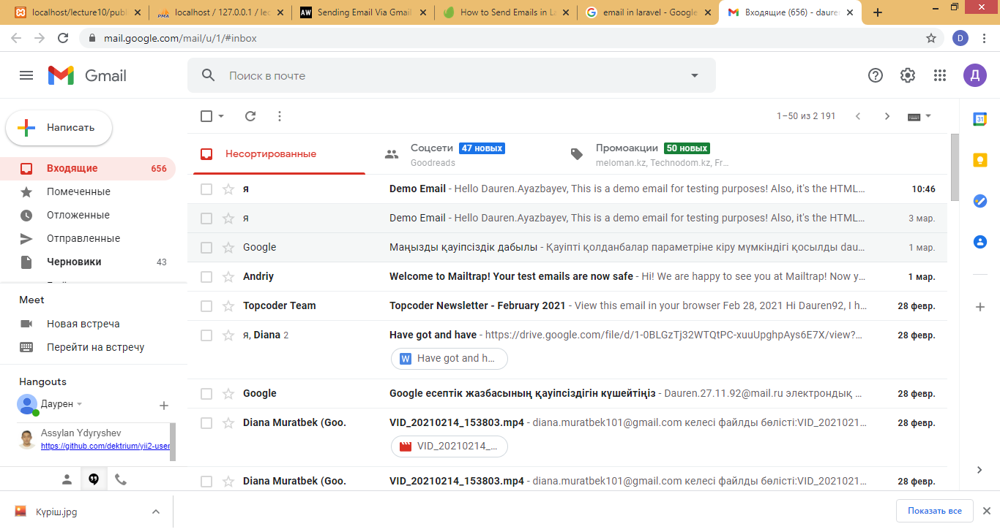 localhost/lecture10/publ
localhost / 127.0.0.1 / lec
Sending Email Via Gmail
How to Send Emails in La
email in laravel - Google
Входящие (656) - dauren
mail.google.com/mail/u/1/#inbox
D
Gmail
Поиск в почте
Д
Написать
1–50 из 2 191
31
Несортированные
Соцсети 47 новых
Goodreads
Промоакции 50 новых
meloman.kz, Technodom.kz, Fr…
Входящие 656
Помеченные
Отложенные
Отправленные
Черновики 43
Meet
Новая встреча
Перейти на встречу
Hangouts
Даурен
Assylan Ydyryshev
https://github.com/dektrium/yii2-user
я Demo Email - Hello Dauren.Ayazbayev, This is a demo email for testing purposes! Also, it's the HTML… 10:46
я Demo Email - Hello Dauren.Ayazbayev, This is a demo email for testing purposes! Also, it's the HTML… 3 мар.
Google Маңызды қауіпсіздік дабылы - Қауіпті қолданбалар параметріне кіру мүмкіндігі қосылды dau… 1 мар.
Andriy Welcome to Mailtrap! Your test emails are now safe - Hi! We are happy to see you at Mailtrap! Now y… 1 мар.
Topcoder Team Topcoder Newsletter - February 2021 - View this email in your browser Feb 28, 2021 Hi Dauren92, I h… 28 февр.
я, Diana 2 Have got and have - https://drive.google.com/file/d/1-0BLGzTj32WTQtPC-xuuUpghpAys6E7X/view?… 28 февр.
W Have got and h…
Google Google есептік жазбасының қауіпсіздігін күшейтіңіз - Dauren.27.11.92@mail.ru электрондық … 28 февр.
Diana Muratbek (Goo. VID_20210214_153803.mp4 - diana.muratbek101@gmail.com келесі файлды бөлісті:VID_2021021… 28 февр.
VID_20210214_…
Diana Muratbek (Goo. VID_20210214_153803.mp4 - diana.muratbek101@gmail.com келесі файлды бөлісті:VID_2021021… 28 февр.
Күріш.jpg
Показать все